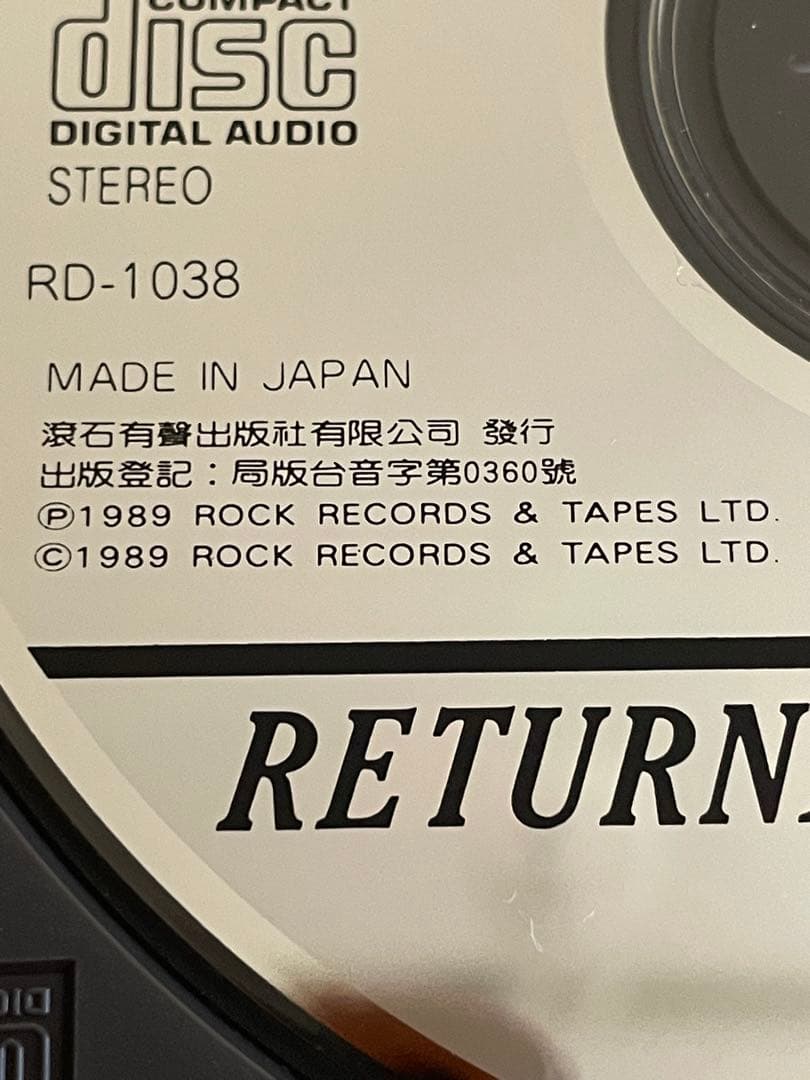 COMPACT
disc
DIGITAL AUDIO
STEREO
RD-1038
MADE IN JAPAN
滾石有聲出版社有限公司 發行
出版登記：局版台音字第0360號
Ⓟ1989 ROCK RECORDS & TAPES LTD.
©1989 ROCK RECORDS & TAPES LTD.
RETURN